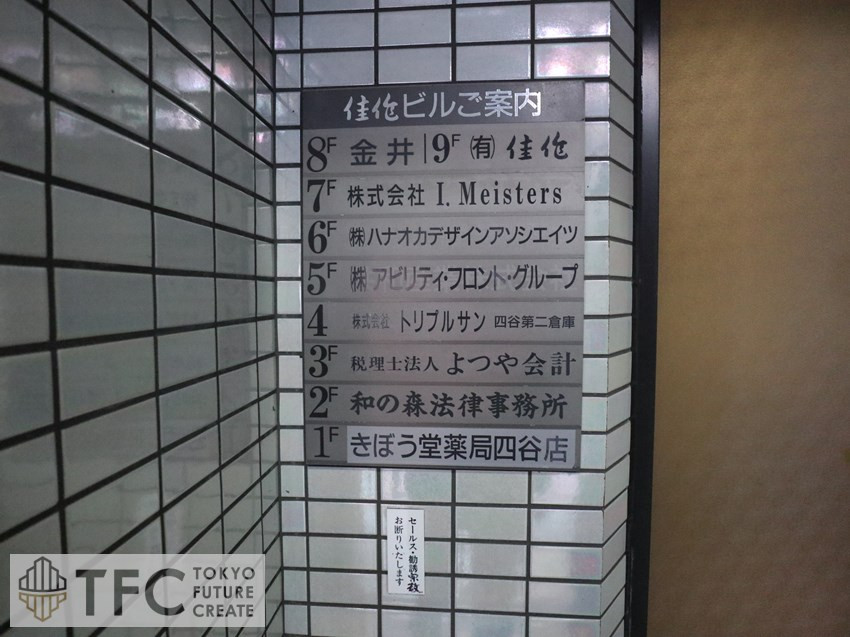 佳作ビルご案内
8F 金井 9F ㈲ 佳作
7F 株式会社 I. Meisters
6F ㈱ハナオカデザインアソシエイツ
5F ㈱アビリティ・フロント・グループ
4 株式会社 トリプルサン 四谷第二倉庫
3F 税理士法人 よつや会計
2F 和の森法律事務所
1F きぼう堂薬局四谷店
セールス・勧誘禁止
お断りいたします
TFC TOKYO
FUTURE
CREATE